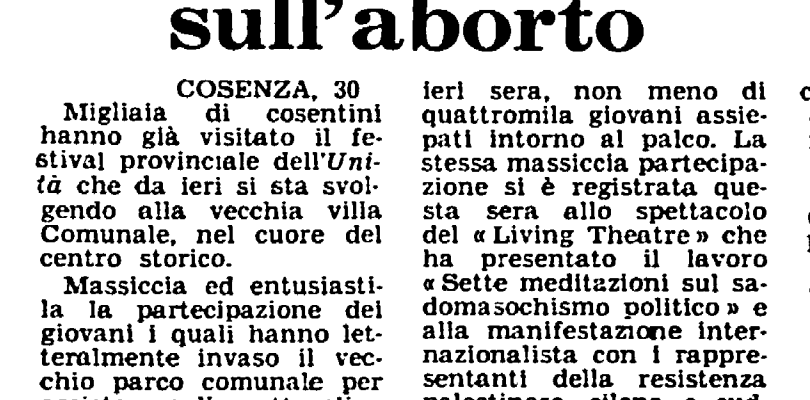 sull'aborto
COSENZA, 30
Migliaia di cosentini
hanno già visitato il fe-
stival provinciale dell'Uni-
tà che da ieri si sta svol-
gendo alla vecchia villa
Comunale, nel cuore del
centro storico.
Massiccia ed entusiasti-
la la partecipazione dei
giovani i quali hanno let-
teralmente invaso il vec-
chio parco comunale per
ieri sera, non meno di
quattromila giovani assie-
pati intorno al palco. La
stessa massiccia partecipa-
zione si è registrata que-
sta sera allo spettacolo
del « Living Theatre » che
ha presentato il lavoro
« Sette meditazioni sul sa-
domasochismo politico » e
alla manifestazione inter-
nazionalista con i rappre-
sentanti della resistenza